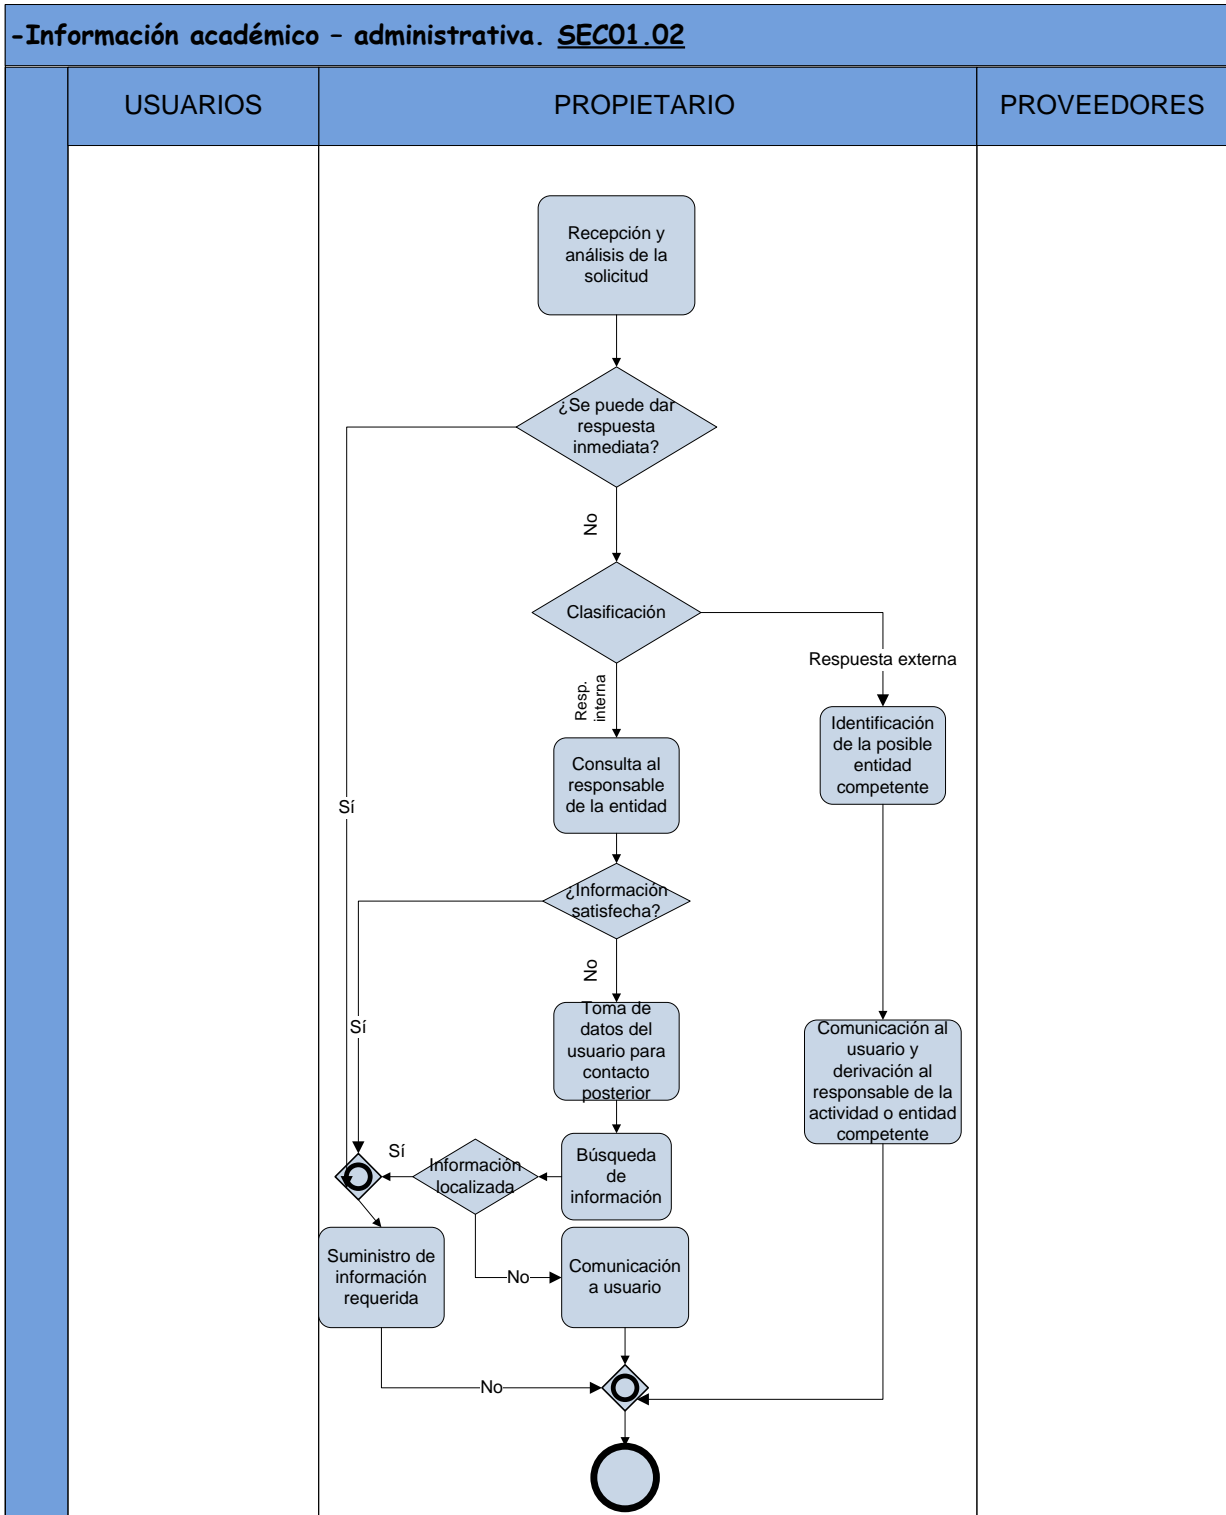 -Información académico – administrativa. SEC01.02
USUARIOS
PROPIETARIO
PROVEEDORES
Recepción y
análisis de la
solicitud
¿Se puede dar
respuesta
inmediata?
No
Clasificación
Respuesta externa
Resp.
interna
Identificación
de la posible
entidad
competente
Consulta al
responsable
de la entidad
Sí
¿Información
satisfecha?
No
Sí
Toma de
datos del
usuario para
contacto
posterior
Comunicación al
usuario y
derivación al
responsable de la
actividad o entidad
competente
Sí
Información
localizada
Búsqueda
de
información
Suministro de
información
requerida
No
Comunicación
a usuario
No